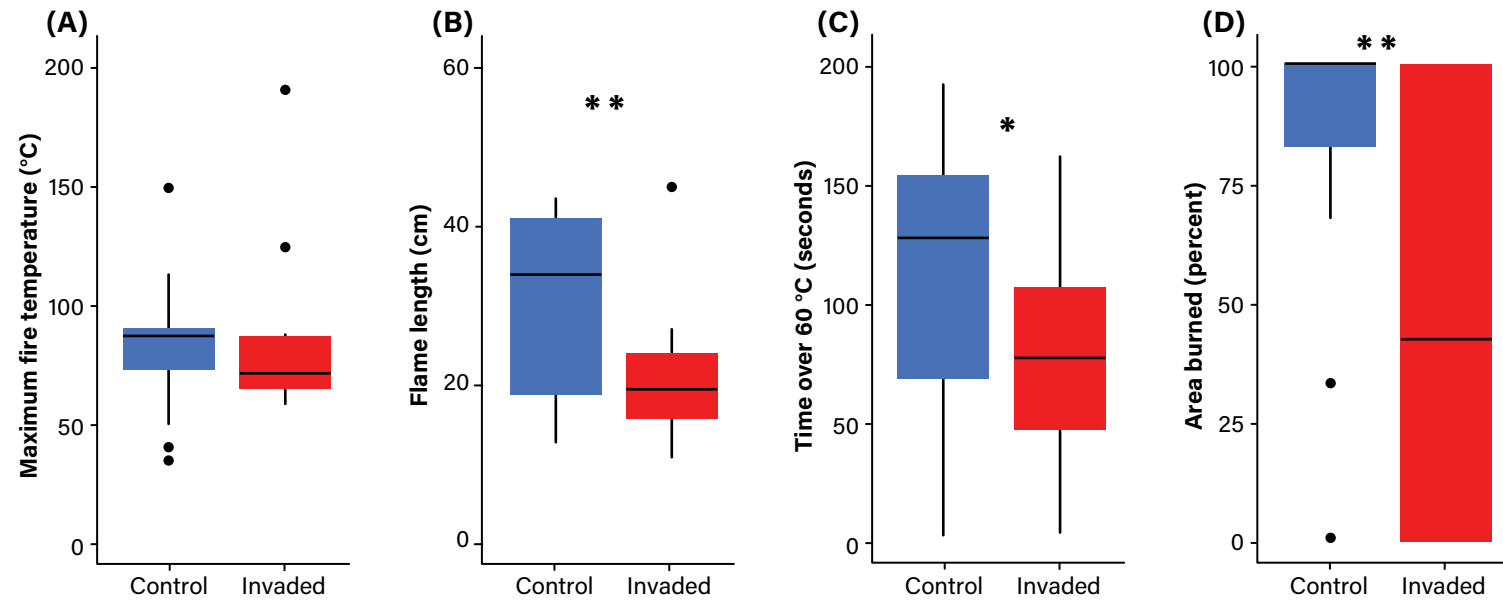 (A)
Maximum fire temperature (°C)
200
150
100
50
0
Control
Invaded
(B)
Flame length (cm)
60
40
20
0
**
Control
Invaded
(C)
Time over 60 °C (seconds)
200
150
100
50
0
*
Control
Invaded
(D)
Area burned (percent)
100
75
50
25
0
**
Control
Invaded